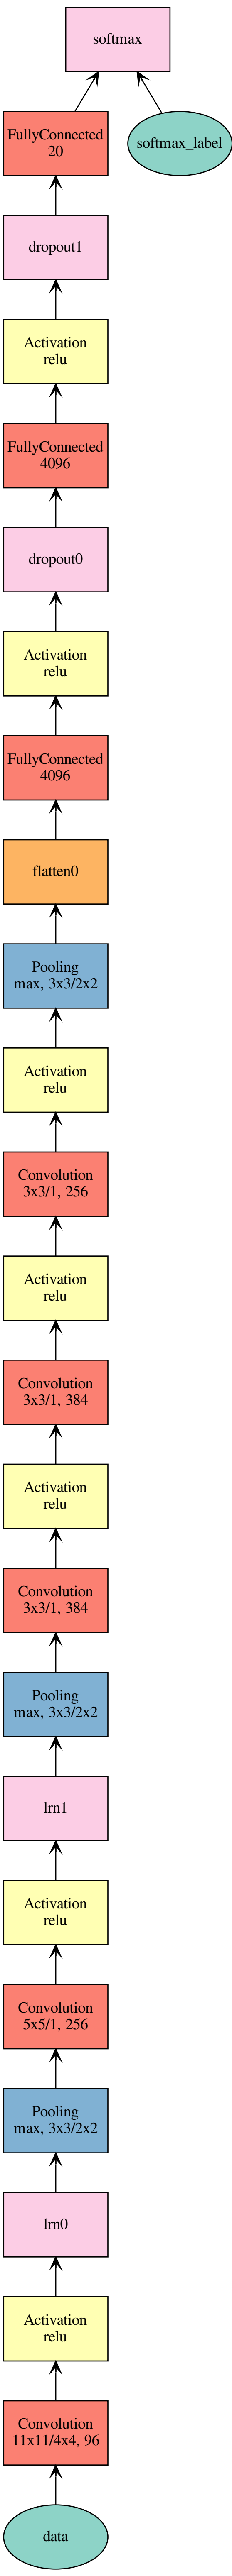 softmax
FullyConnected
20
softmax_label
dropout1
Activation
relu
FullyConnected
4096
dropout0
Activation
relu
FullyConnected
4096
flatten0
Pooling
max, 3x3/2x2
Activation
relu
Convolution
3x3/1, 256
Activation
relu
Convolution
3x3/1, 384
Activation
relu
Convolution
3x3/1, 384
Pooling
max, 3x3/2x2
lrn1
Activation
relu
Convolution
5x5/1, 256
Pooling
max, 3x3/2x2
lrn0
Activation
relu
Convolution
11x11/4x4, 96
data